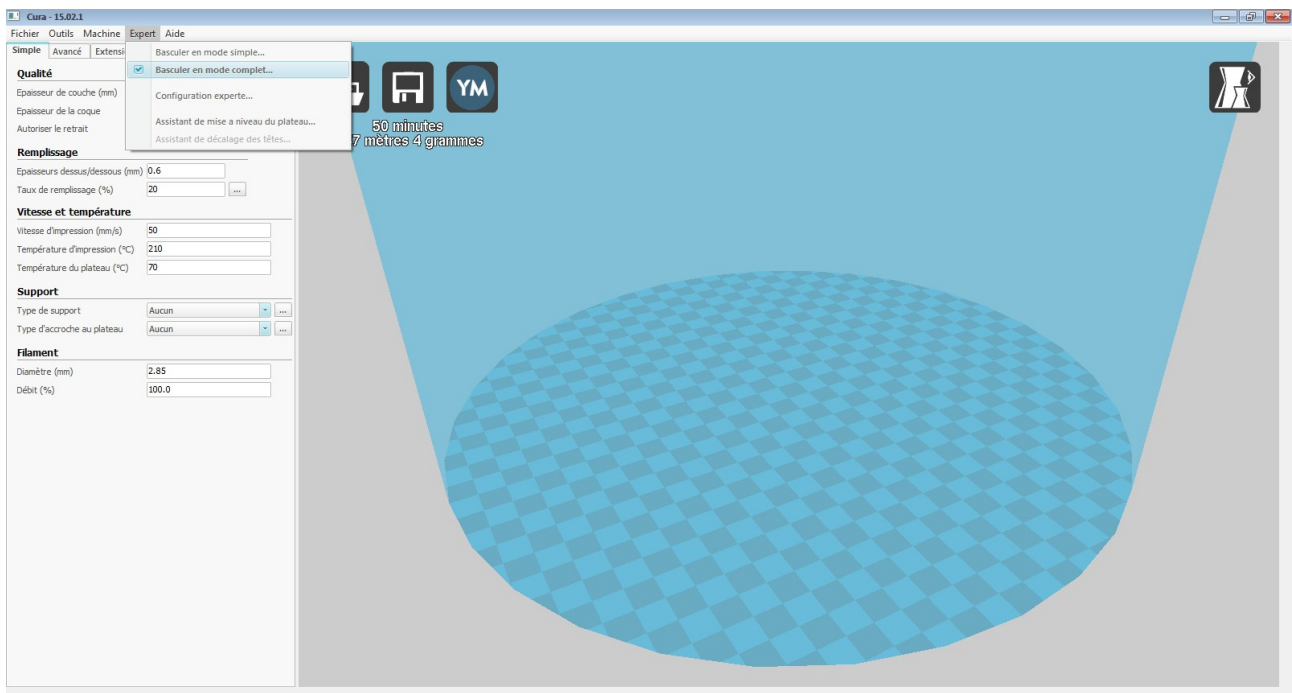 Cura - 15.02.1
Fichier Outils Machine Expert Aide
Simple Avancé Extensi
Basculer en mode simple...
Basculer en mode complet...
Configuration experte...
Assistant de mise a niveau du plateau...
Assistant de décalage des têtes...
Qualité
Epaisseur de couche (mm)
Epaisseur de la coque
Autoriser le retrait
Remplissage
Epaisseurs dessus/dessous (mm) 0.6
Taux de remplissage (%) 20 ...
Vitesse et température
Vitesse d'impression (mm/s) 50
Température d'impression (°C) 210
Température du plateau (°C) 70
Support
Type de support Aucun ...
Type d'accroche au plateau Aucun ...
Filament
Diamètre (mm) 2.85
Débit (%) 100.0
YM
50 minutes
7 mètres 4 grammes